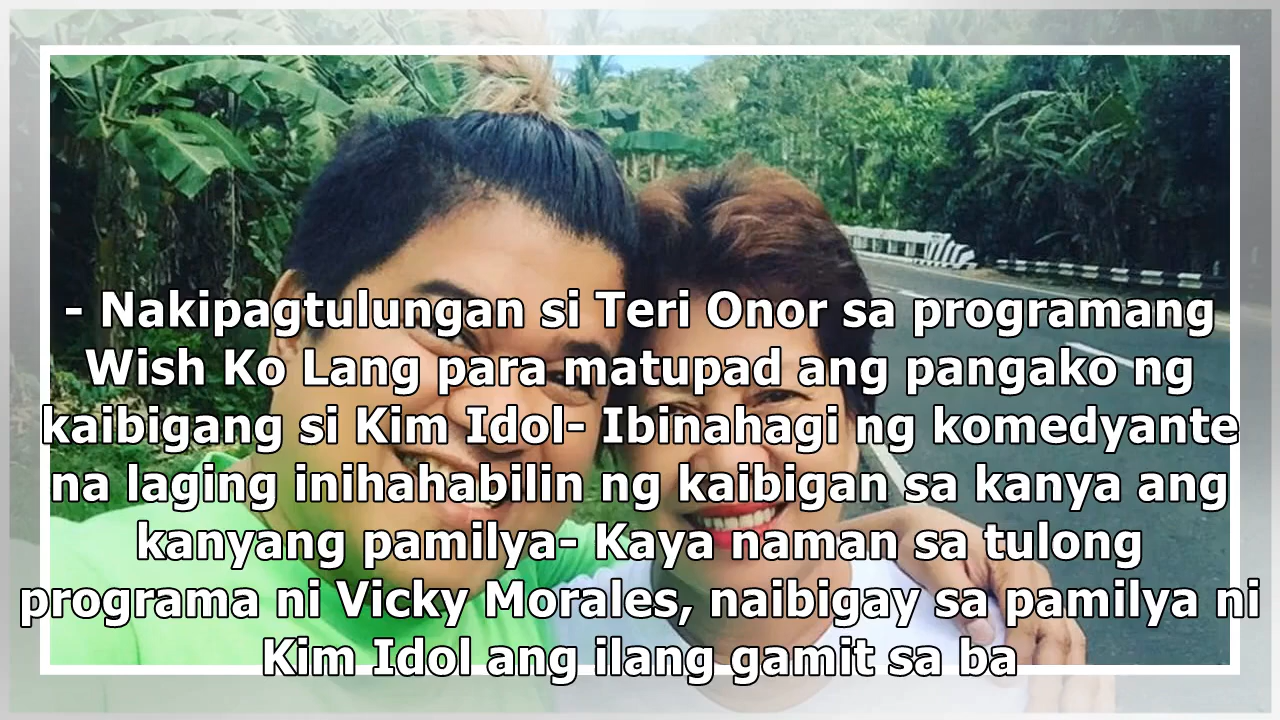 - Nakipagtulungan si Teri Onor sa programang
Wish Ko Lang para matupad ang pangako ng
kaibigang si Kim Idol- Ibinahagi ng komedyante
na laging inihahabilin ng kaibigan sa kanya ang
kanyang pamilya- Kaya naman sa tulong
programa ni Vicky Morales, naibigay sa pamilya ni
Kim Idol ang ilang gamit sa ba